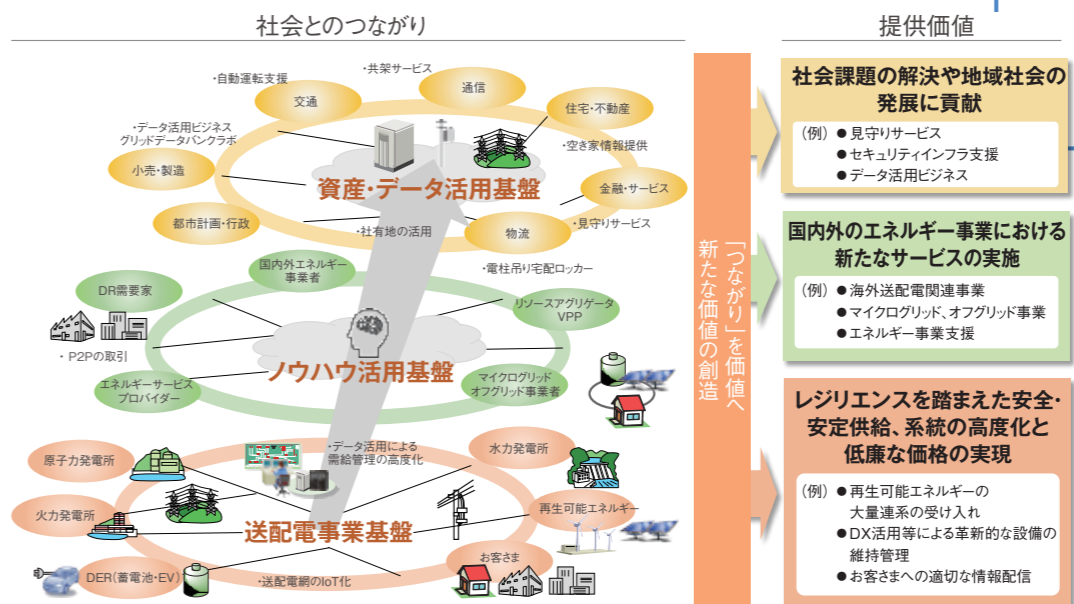 社会とのつながり
提供価値
・自動運転支援
・共架サービス
交通
通信
住宅・不動産
・データ活用ビジネス
グリッドデータバンクラボ
・空き家情報提供
小売・製造
資産・データ活用基盤
金融・サービス
都市計画・行政
・社有地の活用
物流
・見守りサービス
・電柱吊り宅配ロッカー
国内外エネルギー
事業者
DR需要家
リソースアグリゲータ
VPP
・P2Pの取引
ノウハウ活用基盤
エネルギーサービス
プロバイダー
マイクログリッド
オフグリッド事業者
・データ活用による
需給管理の高度化
原子力発電所
水力発電所
火力発電所
再生可能エネルギー
送配電事業基盤
DER(蓄電池・EV)
・送配電網のIoT化
お客さま
「つながり」を価値へ
新たな価値の創造
社会課題の解決や地域社会の
発展に貢献
(例) ●見守りサービス
●セキュリティインフラ支援
●データ活用ビジネス
国内外のエネルギー事業における
新たなサービスの実施
(例) ●海外送配電関連事業
●マイクログリッド、オフグリッド事業
●エネルギー事業支援
レジリエンスを踏まえた安全・
安定供給、系統の高度化と
低廉な価格の実現
(例) ●再生可能エネルギーの
大量連系の受け入れ
●DX活用等による革新的な設備の
維持管理
●お客さまへの適切な情報配信